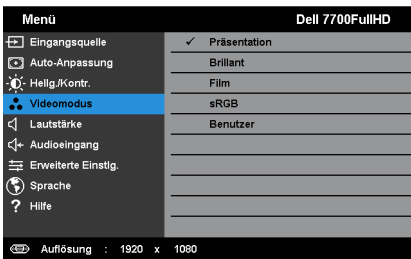 Menü Dell 7700FullHD
Eingangsquelle ✓ Präsentation
Auto-Anpassung Brillant
Hellg./Kontr. Film
Videomodus sRGB
Lautstärke Benutzer
Audioeingang
Erweiterte Einstlg.
Sprache
? Hilfe
Auflösung : 1920 x 1080